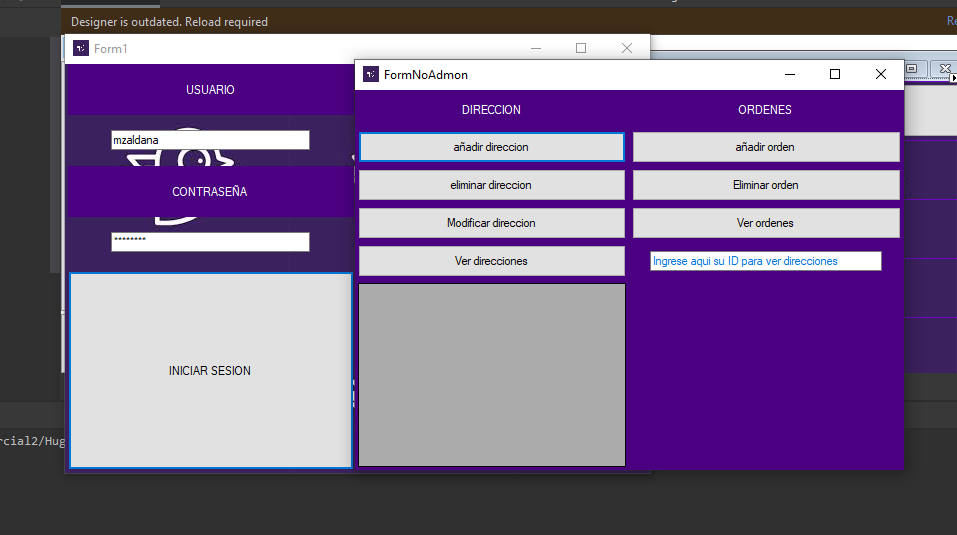 Designer is outdated. Reload required
Re
Form1
USUARIO
mzaldana
CONTRASEÑA
********
INICIAR SESION
FormNoAdmon
DIRECCION
ORDENES
añadir direccion
añadir orden
eliminar direccion
Eliminar orden
Modificar direccion
Ver ordenes
Ver direcciones
Ingrese aqui su ID para ver direcciones
rcial2/Hug